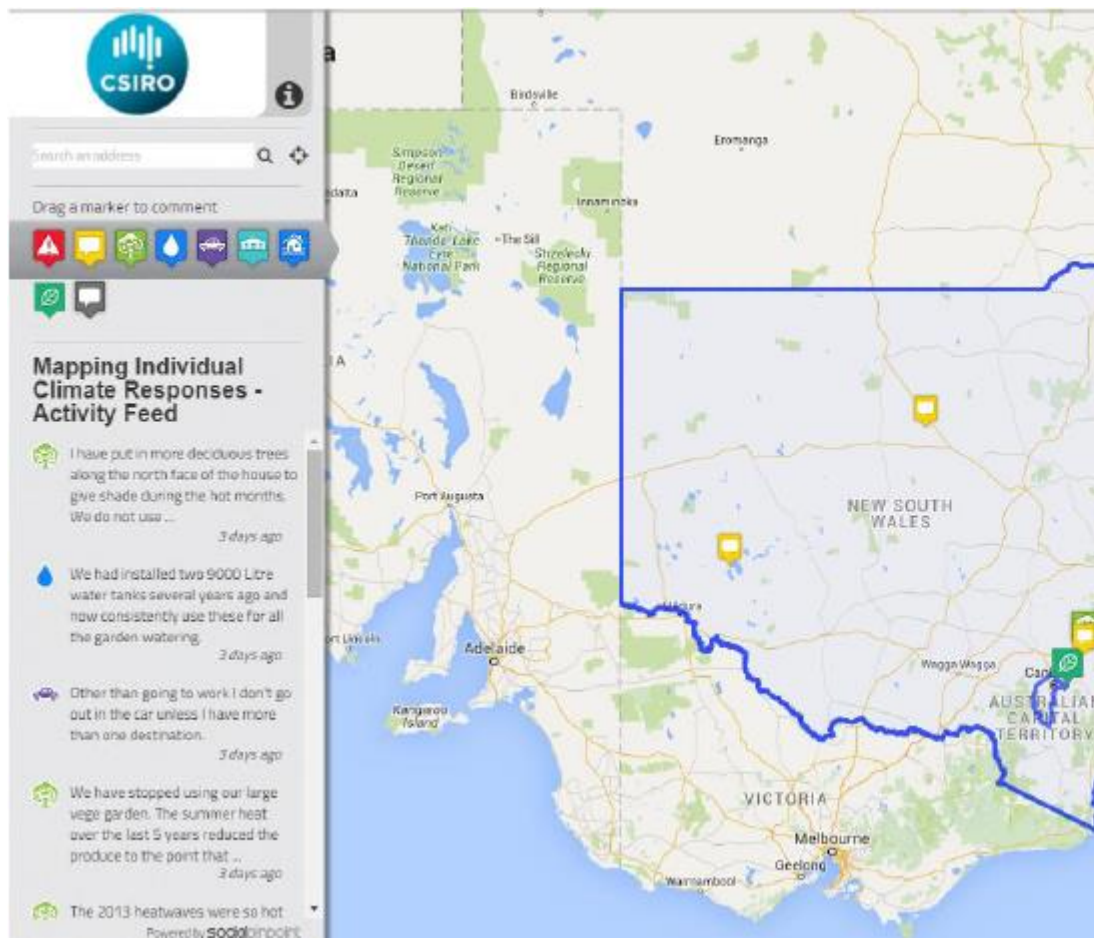 CSIRO
Search an address
Drag a marker to comment
Mapping Individual
Climate Responses -
Activity Feed
I have put in more deciduous trees
along the north face of the house to
give shade during the hot months.
We do not use ...
3 days ago
We had installed two 9000 Litre
water tanks several years ago and
now consistently use these for all
the garden watering.
3 days ago
Other than going to work I don't go
out in the car unless I have more
than one destination.
3 days ago
We have stopped using our large
vege garden. The summer heat
over the last 5 years reduced the
produce to the point that ...
3 days ago
The 2013 heatwaves were so hot
Powered by socialpinpoint
a
Birdsville
Eromanga
Simpson
Desert
Regional
Reserve
adatta
Innamincka
Kati
Thanda-Lake
Eyre
National Park
The Sill
Strzelecki
Regional
Reserve
I A
NEW SOUTH
WALES
Port Augusta
Mildura
ort Lincoln
Adelaide
Wagga Wagga
Can
AUSTRALIAN
CAPITAL
TERRITORY
Kangaroo
Island
VICTORIA
Melbourne
Geelong
Warrnambool